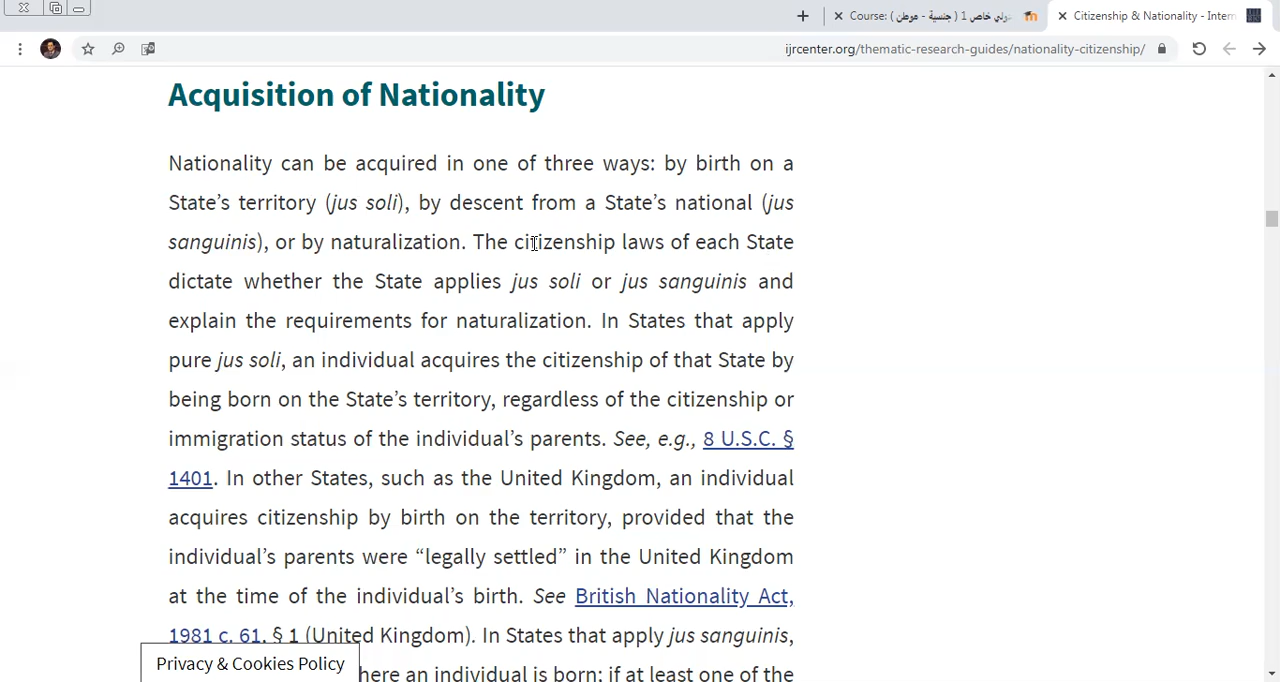 Course: ( جنسية - موطن ) 1 دولي خاص
Citizenship & Nationality - Intern
ijrcenter.org/thematic-research-guides/nationality-citizenship/
Acquisition of Nationality
Nationality can be acquired in one of three ways: by birth on a
State’s territory (jus soli), by descent from a State’s national (jus
sanguinis), or by naturalization. The citizenship laws of each State
dictate whether the State applies jus soli or jus sanguinis and
explain the requirements for naturalization. In States that apply
pure jus soli, an individual acquires the citizenship of that State by
being born on the State’s territory, regardless of the citizenship or
immigration status of the individual’s parents. See, e.g., 8 U.S.C. §
1401. In other States, such as the United Kingdom, an individual
acquires citizenship by birth on the territory, provided that the
individual’s parents were “legally settled” in the United Kingdom
at the time of the individual’s birth. See British Nationality Act,
1981 c. 61, § 1 (United Kingdom). In States that apply jus sanguinis,
here an individual is born; if at least one of the
Privacy & Cookies Policy